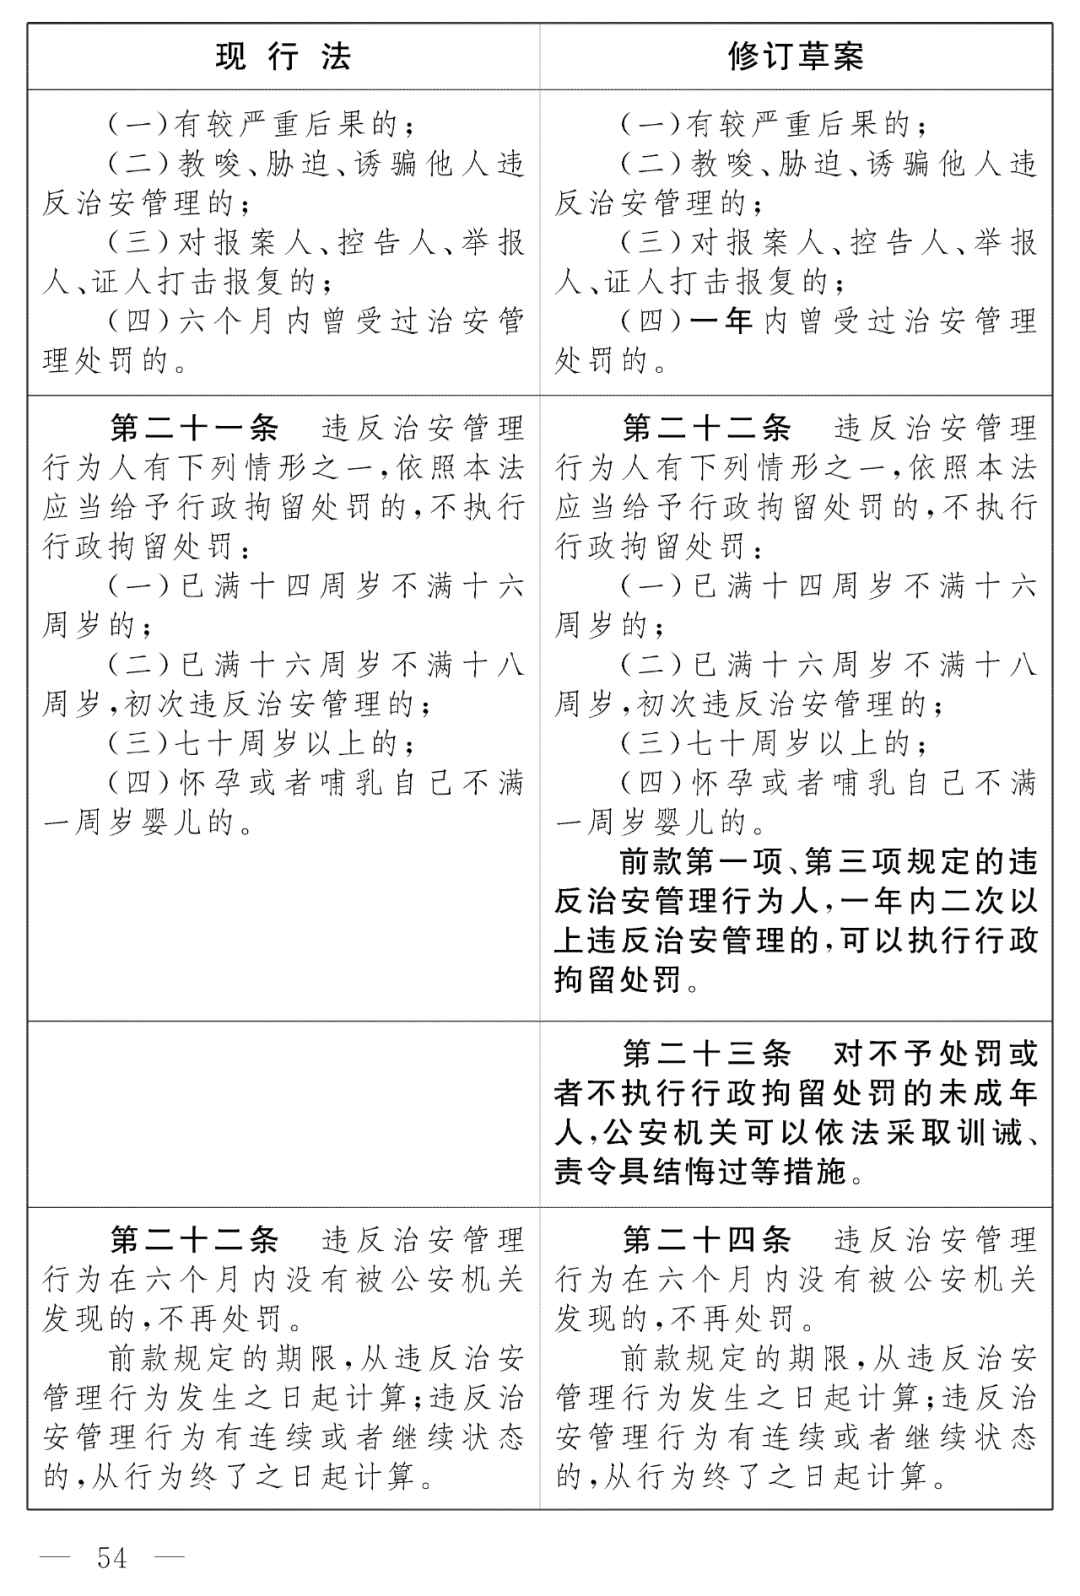 现行法
修订草案
（一）有较严重后果的；
（二）教唆、胁迫、诱骗他人违
反治安管理的；
（三）对报案人、控告人、举报
人、证人打击报复的；
（四）六个月内曾受过治安管
理处罚的。
（一）有较严重后果的；
（二）教唆、胁迫、诱骗他人违
反治安管理的；
（三）对报案人、控告人、举报
人、证人打击报复的；
（四）一年内曾受过治安管理
处罚的。
第二十一条　违反治安管理
行为人有下列情形之一，依照本法
应当给予行政拘留处罚的，不执行
行政拘留处罚：
（一）已满十四周岁不满十六
周岁的；
（二）已满十六周岁不满十八
周岁，初次违反治安管理的；
（三）七十周岁以上的；
（四）怀孕或者哺乳自己不满
一周岁婴儿的。
第二十二条　违反治安管理
行为人有下列情形之一，依照本法
应当给予行政拘留处罚的，不执行
行政拘留处罚：
（一）已满十四周岁不满十六
周岁的；
（二）已满十六周岁不满十八
周岁，初次违反治安管理的；
（三）七十周岁以上的；
（四）怀孕或者哺乳自己不满
一周岁婴儿的。
前款第一项、第三项规定的违
反治安管理行为人，一年内二次以
上违反治安管理的，可以执行行政
拘留处罚。
第二十三条　对不予处罚或
者不执行行政拘留处罚的未成年
人，公安机关可以依法采取训诫、
责令具结悔过等措施。
第二十二条　违反治安管理
行为在六个月内没有被公安机关
发现的，不再处罚。
前款规定的期限，从违反治安
管理行为发生之日起计算；违反治
安管理行为有连续或者继续状态
的，从行为终了之日起计算。
第二十四条　违反治安管理
行为在六个月内没有被公安机关
发现的，不再处罚。
前款规定的期限，从违反治安
管理行为发生之日起计算；违反治
安管理行为有连续或者继续状态
的，从行为终了之日起计算。
— 54 —